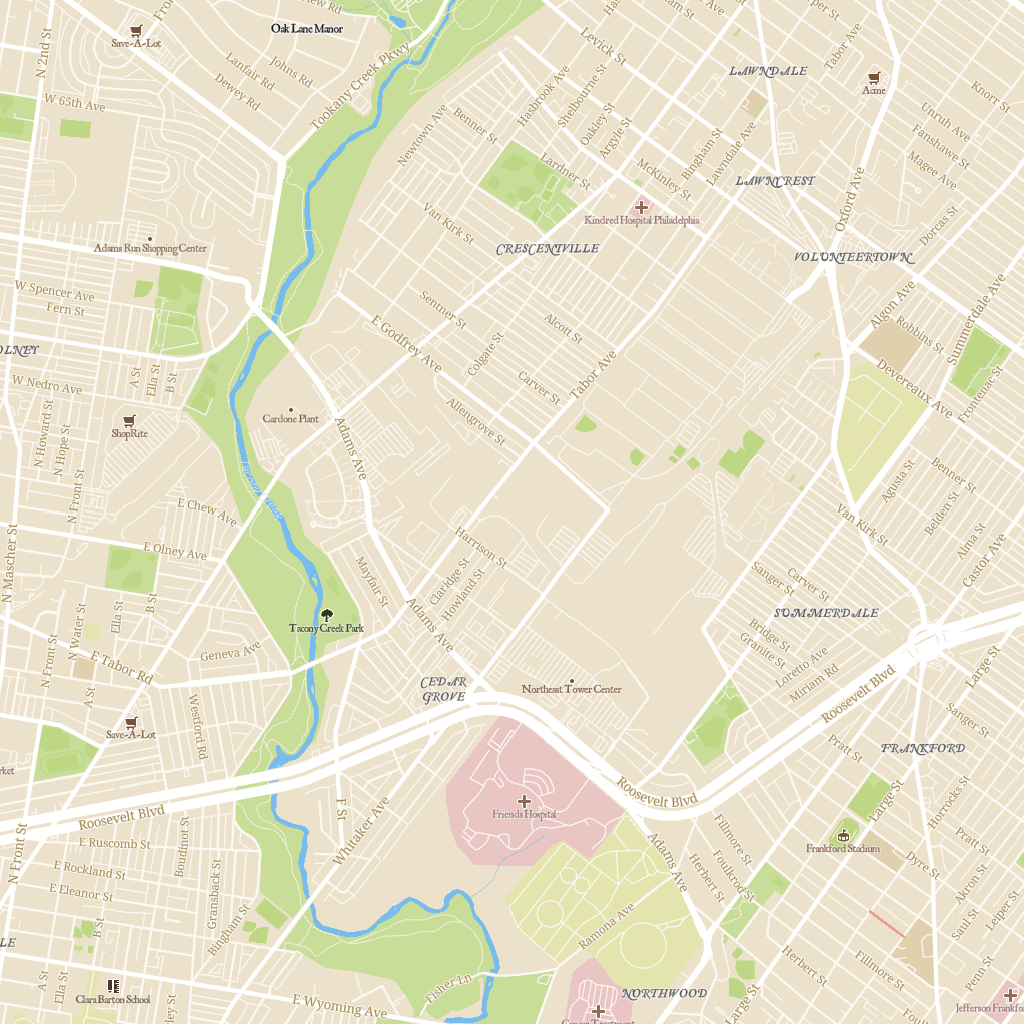 Oak Lane Manor
Save-A-Lot
N 2nd St
Lanfair Rd
Johns Rd
Dewey Rd
Tookany Creek Pkwy
Levick St
LAWNDALE
Tabor Ave
Acme
Knorr St
W 65th Ave
Hasbrook Ave
Shelbourne St
Oakley St
Argyle St
Unruh Ave
Fanshawe St
Magee Ave
Newtown Ave
Benner St
Lardner St
McKinley St
Bingham St
Lawndale Ave
LAWNCREST
Oxford Ave
Dorcas St
Van Kirk St
Kindred Hospital Philadelphia
CRESCENTVILLE
VOLUNTEERTOWN
Adams Run Shopping Center
W Spencer Ave
Fern St
Sentner St
Alcott St
Algon Ave
Robbins St
Summerdale Ave
E Godfrey Ave
Colgate St
Carver St
Tabor Ave
Devereaux Ave
Frontenac St
OLNEY
W Nedro Ave
A St
Ella St
B St
Allengrove St
Cardone Plant
ShopRite
Adams Ave
N Howard St
N Hope St
N Front St
Benner St
Agusta St
Belden St
Van Kirk St
Alma St
Castor Ave
E Chew Ave
E Olney Ave
N Mascher St
Harrison St
Claridge St
Howland St
Mayfair St
Adams Ave
Sanger St
Carver St
SUMMERDALE
Tacony Creek Park
Ella St
B St
N Water St
N Front St
Geneva Ave
E Tabor Rd
A St
Westford Rd
Bridge St
Granite St
Loretto Ave
Miriam Rd
Large St
CEDAR
GROVE
Northeast Tower Center
Roosevelt Blvd
Save-A-Lot
Sanger St
Pratt St
FRANKFORD
Roosevelt Blvd
Roosevelt Blvd
Friends Hospital
F St
Whitaker Ave
Large St
Horrocks St
Frankford Stadium
Pratt St
Dyre St
Akron St
Saul St
Leiper St
E Ruscomb St
E Rockland St
E Eleanor St
Boudinot St
Gransback St
Bingham St
N Front St
B St
Adams Ave
Fillmore St
Foulkrod St
Herbert St
Ramona Ave
Herbert St
Fillmore St
Penn St
A St
Ella St
Clara Barton School
E Wyoming Ave
Fisher Ln
NORTHWOOD
Large St